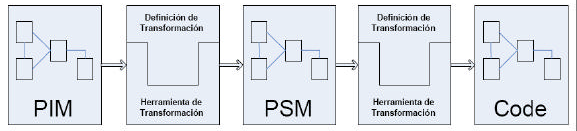 PIM
Definición de
Transformación
Herramienta de
Transformación
PSM
Definición de
Transformación
Herramienta de
Transformación
Code